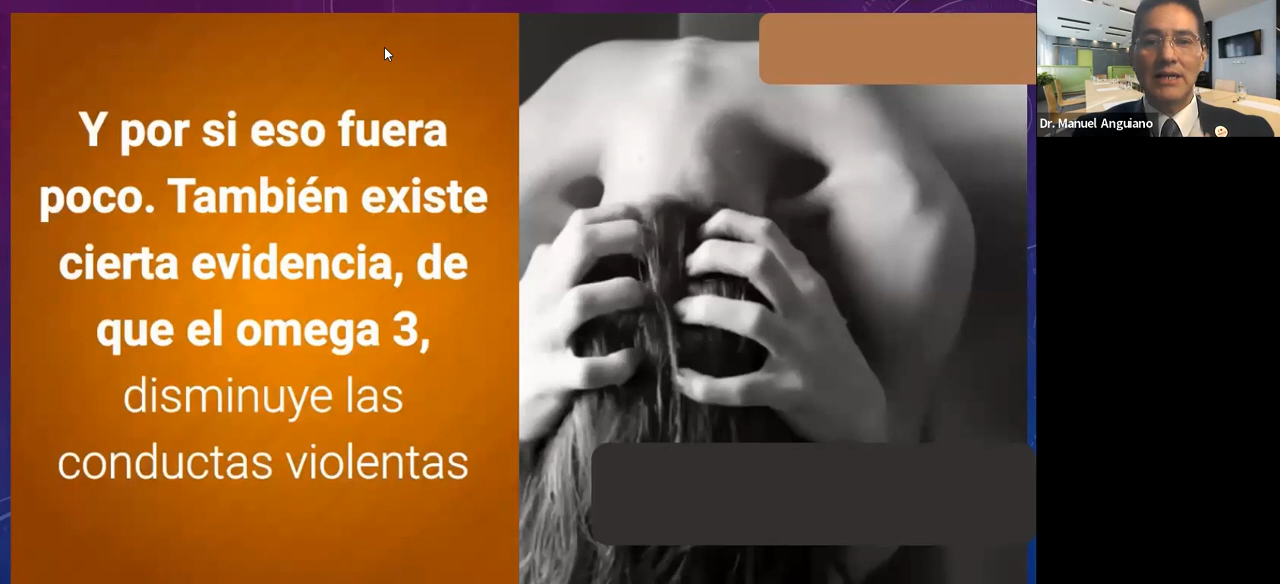 Y por si eso fuera
poco. También existe
cierta evidencia, de
que el omega 3,
disminuye las
conductas violentas
Dr. Manuel Anguiano